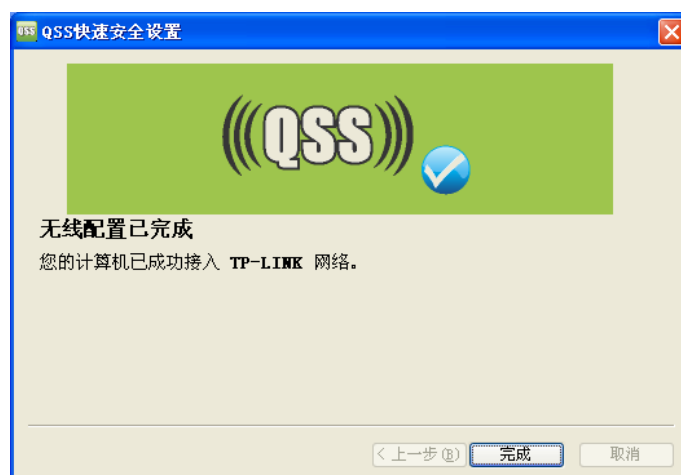 QSS QSS快速安全设置
(((QSS)))
无线配置已完成
您的计算机已成功接入 TP-LINK 网络。
< 上一步(B) 完成 取消